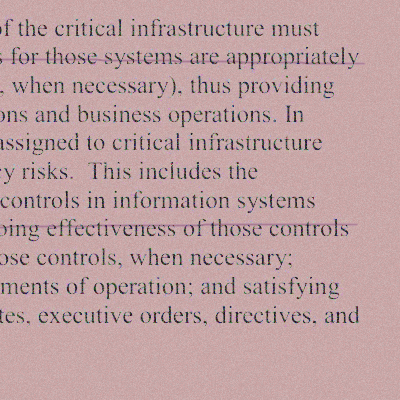 of the critical infrastructure must
for those systems are appropriately
, when necessary), thus providing
ons and business operations. In
assigned to critical infrastructure
cy risks. This includes the
controls in information systems
oing effectiveness of those controls
ose controls, when necessary;
ments of operation; and satisfying
tes, executive orders, directives, and